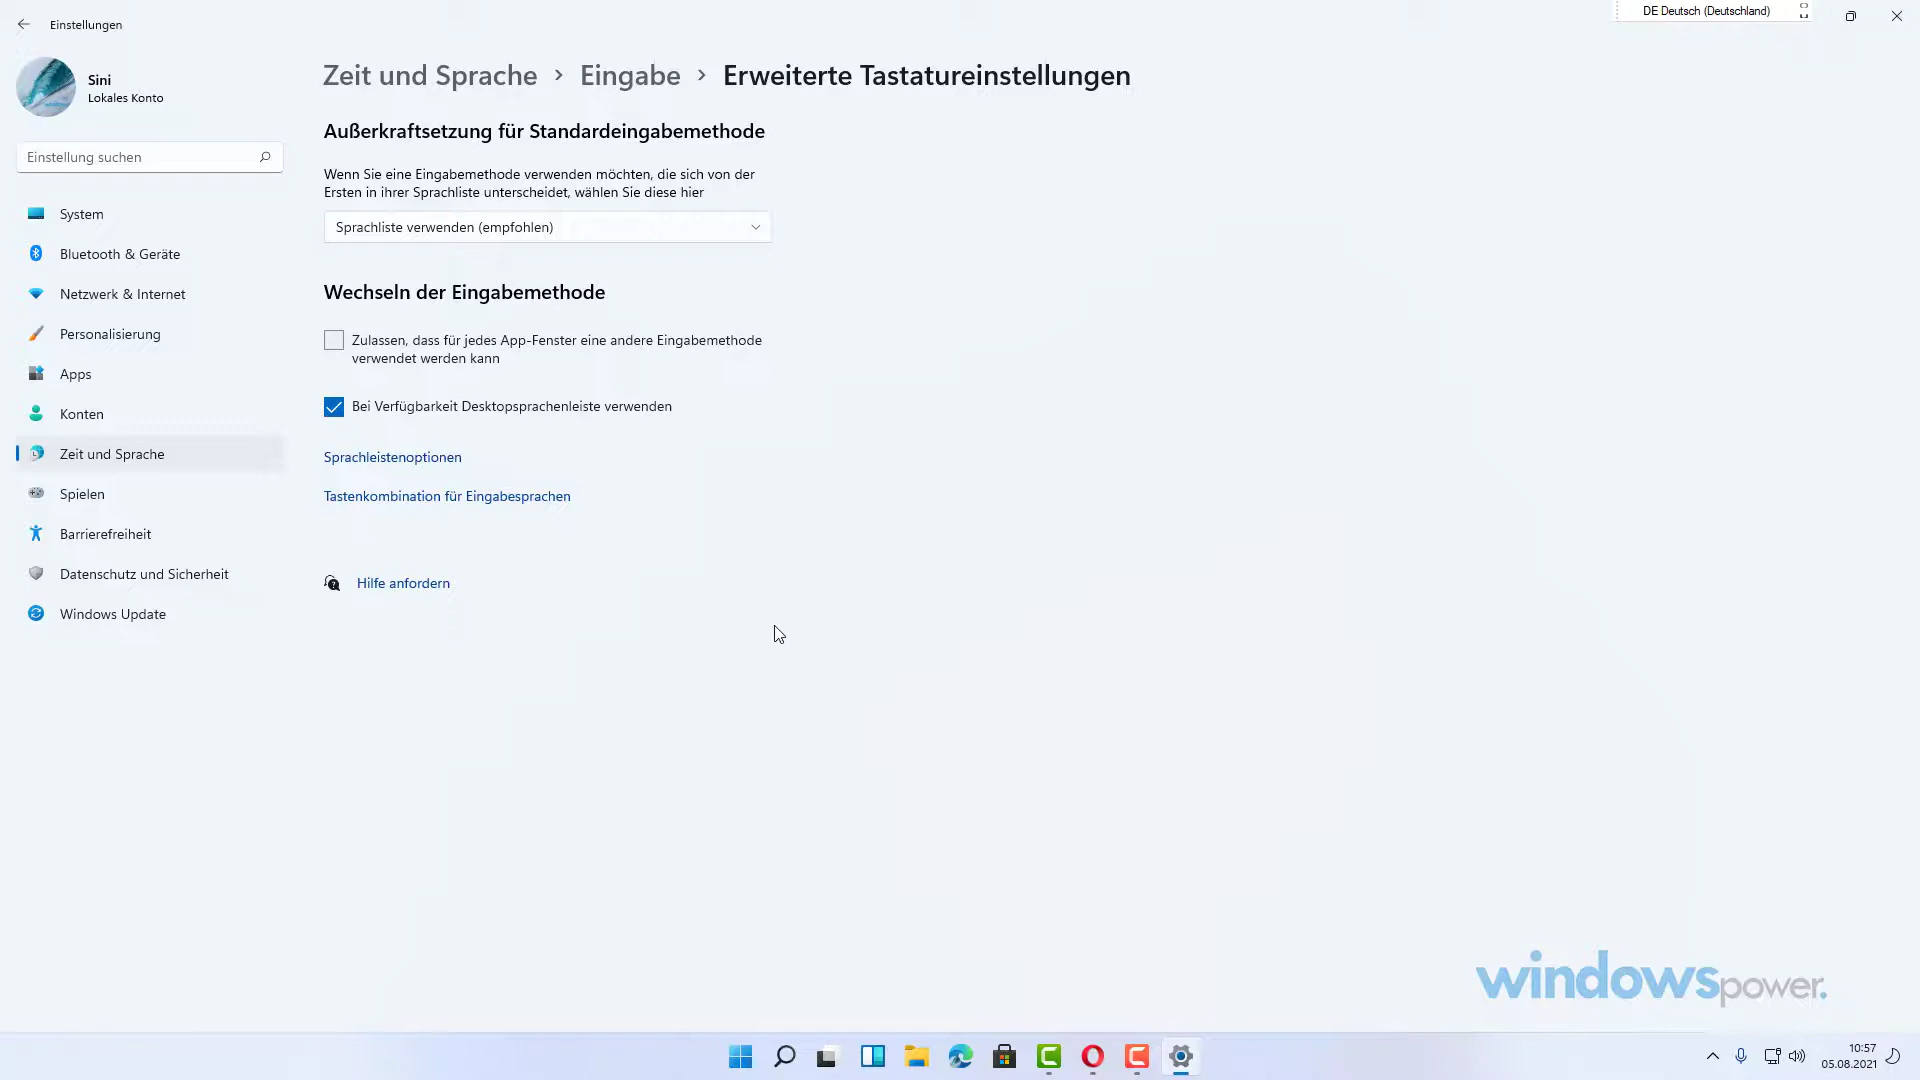 Einstellungen
DE Deutsch (Deutschland)
Sini
Lokales Konto
Einstellung suchen
System
Bluetooth & Geräte
Netzwerk & Internet
Personalisierung
Apps
Konten
Zeit und Sprache
Spielen
Barrierefreiheit
Datenschutz und Sicherheit
Windows Update
Zeit und Sprache › Eingabe › Erweiterte Tastatureinstellungen
Außerkraftsetzung für Standardeingabemethode
Wenn Sie eine Eingabemethode verwenden möchten, die sich von der
Ersten in ihrer Sprachliste unterscheidet, wählen Sie diese hier
Sprachliste verwenden (empfohlen)
Wechseln der Eingabemethode
Zulassen, dass für jedes App-Fenster eine andere Eingabemethode
verwendet werden kann
Bei Verfügbarkeit Desktopsprachenleiste verwenden
Sprachleistenoptionen
Tastenkombination für Eingabesprachen
Hilfe anfordern
windowspower.
10:57
05.08.2021